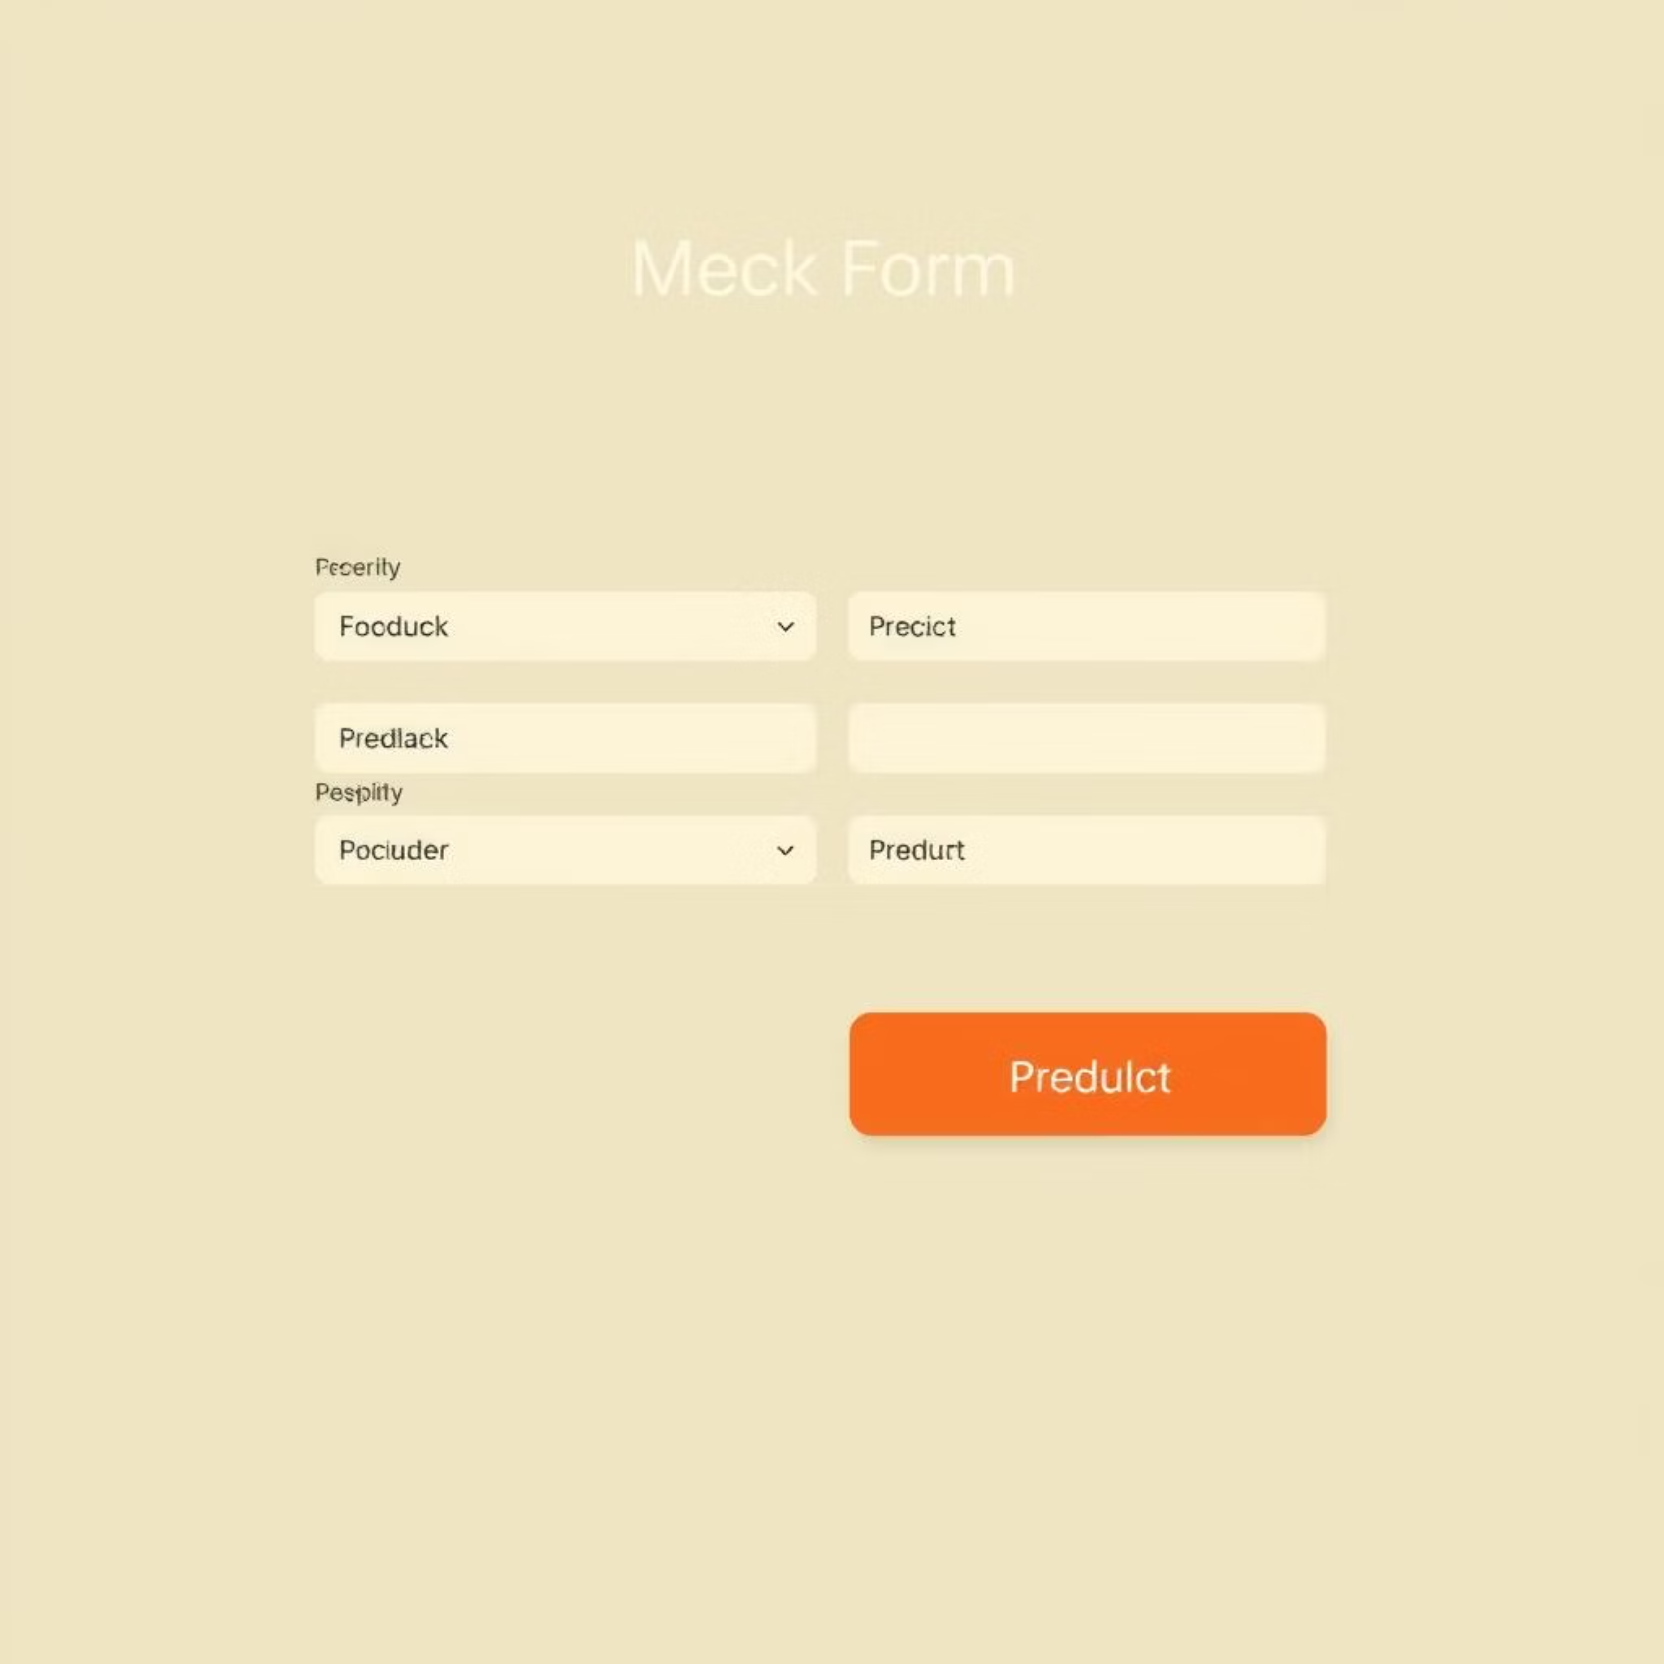 Meck Form
Pecerity
Fooduck
Precict
Predlack
Pespirty
Pociuder
Predurt
Predulct